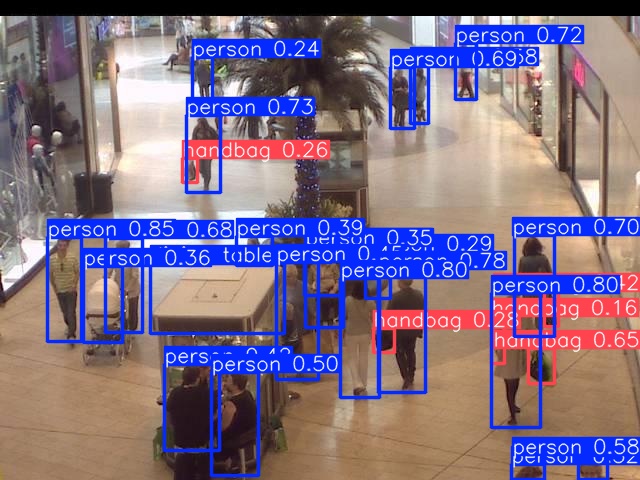 person 0.72
person 0.24
person 0.69
person 0.73
handbag 0.26
person 0.85
0.68
person 0.39
person 0.70
0.35
0.29
person 0.36
table
0.78
person 0.80
person 0.80
handbag 0.16
handbag 0.28
handbag 0.65
person
person 0.50
person 0.58